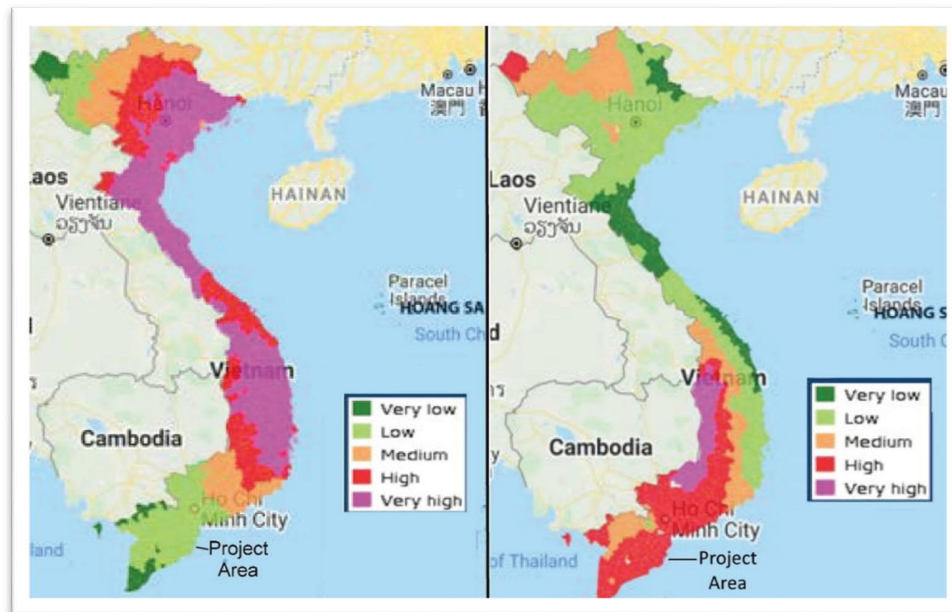 Macau
澳門
Hanoi
Laos
Vientiane
ວຽງຈັນ
HAINAN
Paracel
Islands
HOANG SA
South Ch
Vietnam
Cambodia
Very low
Low
Medium
High
Very high
Ho Chi
Minh City
Project
Area
land
Macau
澳門
Hanoi
Laos
Vientiane
ວຽງຈັນ
HAINAN
Paracel
Islands
HOANG S
South C
Vietnam
Cambodia
Very low
Low
Medium
High
Very high
Ho Chi
Minh City
of Thailand
Project
Area